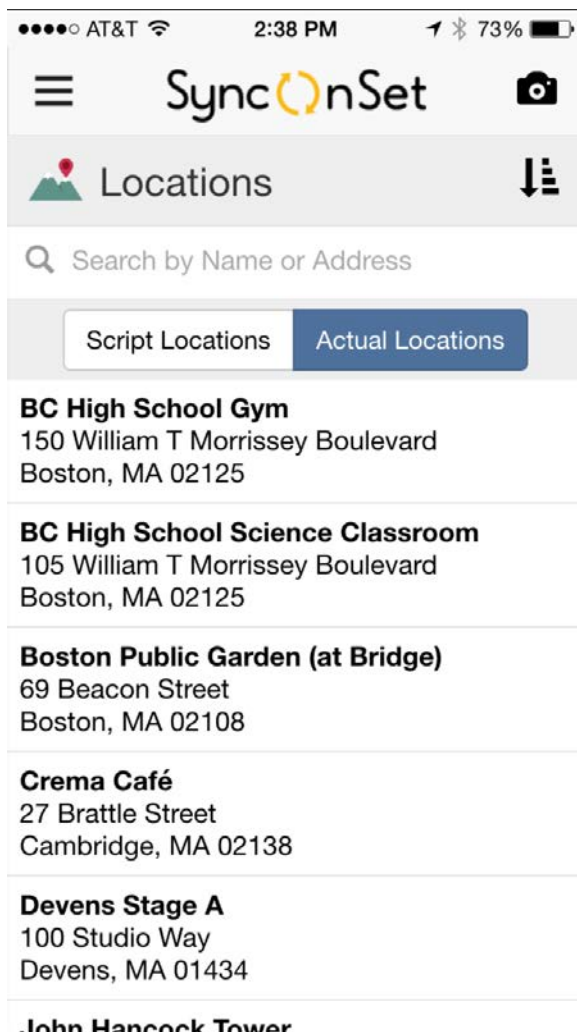 AT&T 2:38 PM 73%
SyncOnSet
Locations
Search by Name or Address
Script Locations Actual Locations
BC High School Gym
150 William T Morrissey Boulevard
Boston, MA 02125
BC High School Science Classroom
105 William T Morrissey Boulevard
Boston, MA 02125
Boston Public Garden (at Bridge)
69 Beacon Street
Boston, MA 02108
Crema Café
27 Brattle Street
Cambridge, MA 02138
Devens Stage A
100 Studio Way
Devens, MA 01434
John Hancock Tower